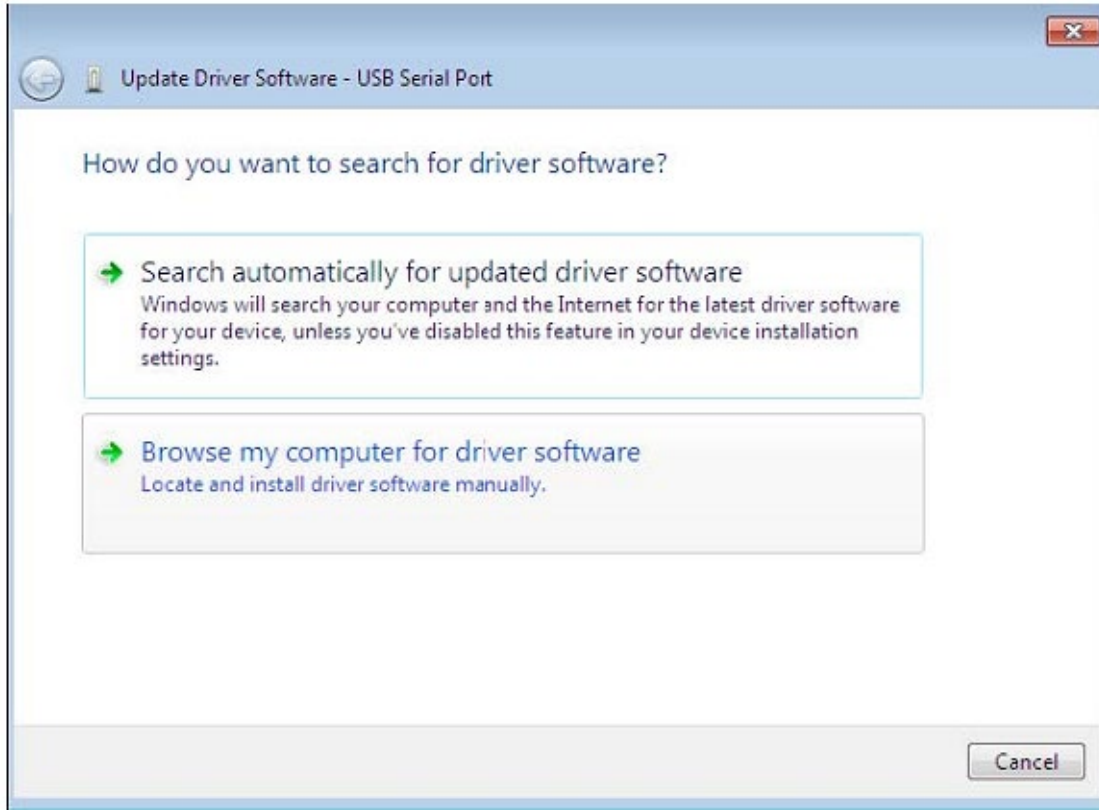 Update Driver Software - USB Serial Port
How do you want to search for driver software?
Search automatically for updated driver software
Windows will search your computer and the Internet for the latest driver software
for your device, unless you've disabled this feature in your device installation
settings.
Browse my computer for driver software
Locate and install driver software manually.
Cancel